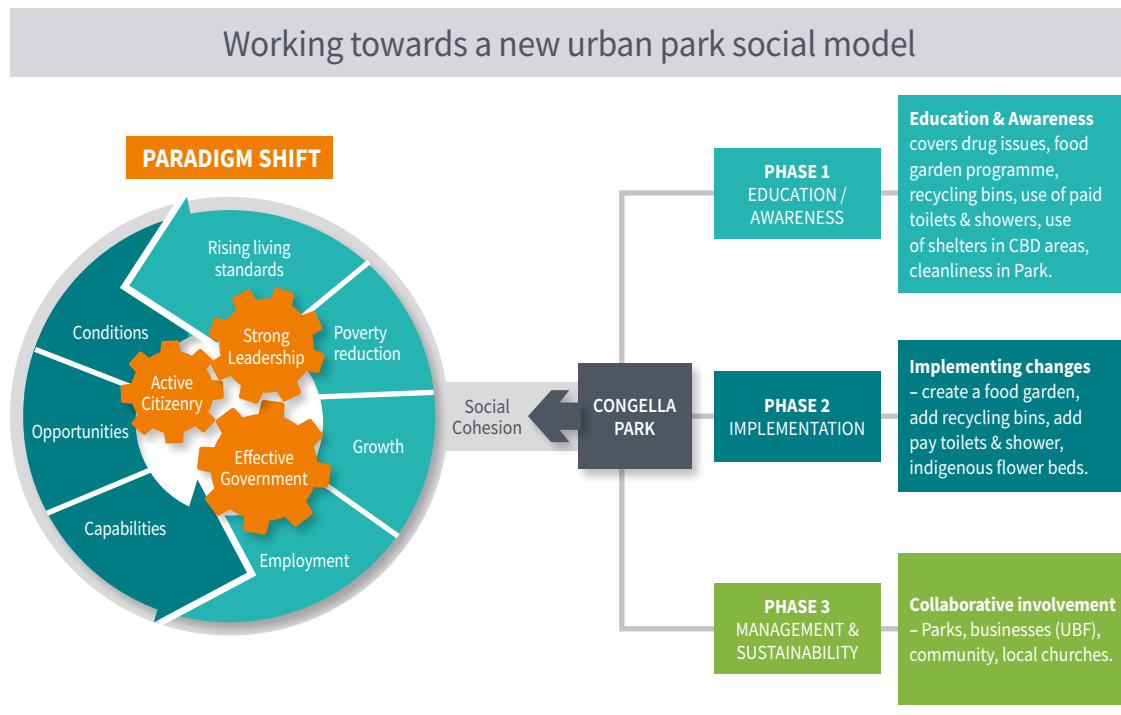 Working towards a new urban park social model
PARADIGM SHIFT
Rising living
standards
Poverty
reduction
Growth
Employment
Capabilities
Opportunities
Conditions
Strong
Leadership
Active
Citizenry
Effective
Government
Social
Cohesion
CONGELLA
PARK
PHASE 1
EDUCATION /
AWARENESS
Education & Awareness
covers drug issues, food
garden programme,
recycling bins, use of paid
toilets & showers, use
of shelters in CBD areas,
cleanliness in Park.
PHASE 2
IMPLEMENTATION
Implementing changes
– create a food garden,
add recycling bins, add
pay toilets & shower,
indigenous flower beds.
PHASE 3
MANAGEMENT &
SUSTAINABILITY
Collaborative involvement
– Parks, businesses (UBF),
community, local churches.